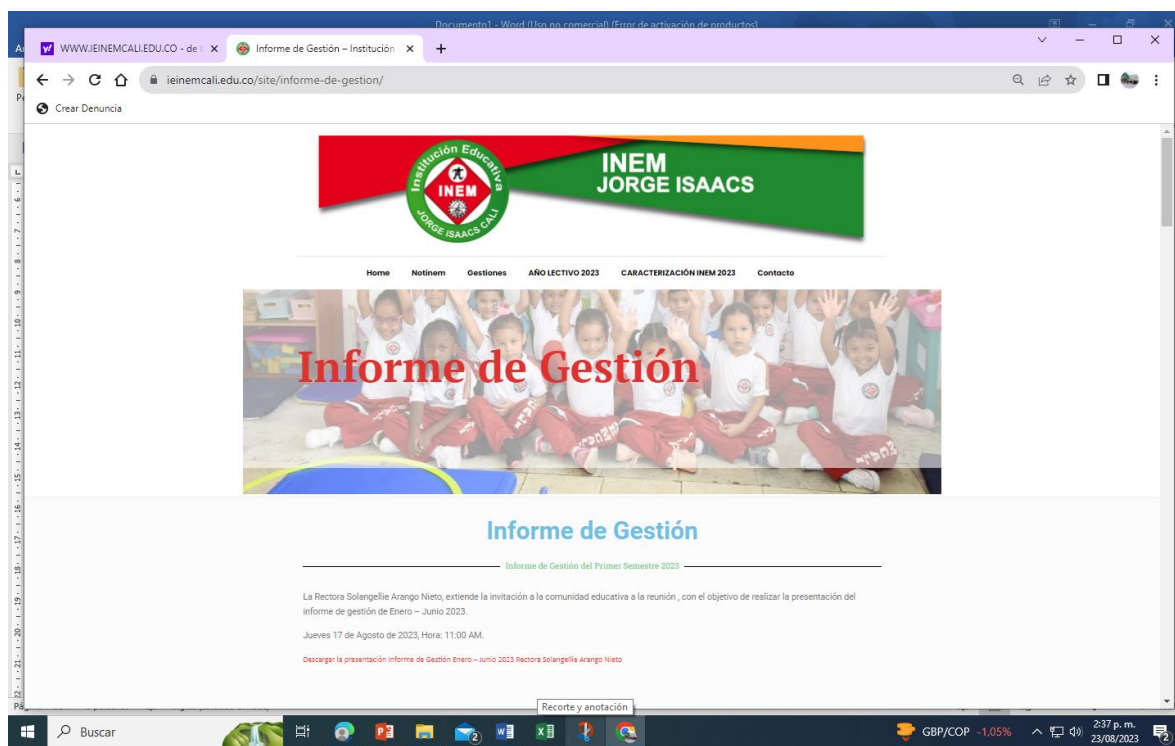 Documento1 - Word (Uso no comercial) (Error de activación de productos)
WWW.IEINEMCALI.EDU.CO - de
Informe de Gestión – Institución
ieinemcali.edu.co/site/informe-de-gestion/
Crear Denuncia
Institución Educativa
INEM
JORGE ISAACS CALI
INEM
JORGE ISAACS
Home Notinem Gestiones AÑO LECTIVO 2023 CARACTERIZACIÓN INEM 2023 Contacto
Informe de Gestión
Informe de Gestión
Informe de Gestión del Primer Semestre 2023
La Rectora Solangellie Arango Nieto, extiende la invitación a la comunidad educativa a la reunión , con el objetivo de realizar la presentación del
informe de gestión de Enero – Junio 2023.
Jueves 17 de Agosto de 2023, Hora: 11:00 AM.
Descargar la presentación Informe de Gestión Enero – Junio 2023 Rectora Solangellie Arango Nieto
Recorte y anotación
Buscar
GBP/COP -1,05%
2:37 p. m.
23/08/2023